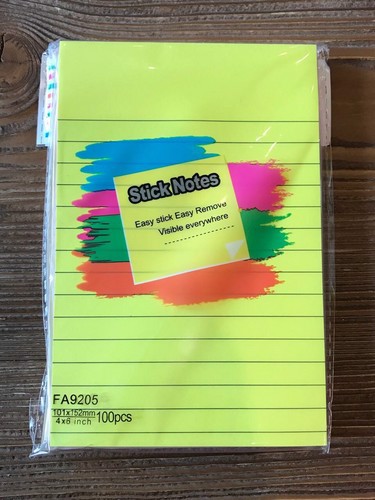 Stick Notes
Easy stick Easy Remove
Visible everywhere
FA9205
101x152mm
4x6 inch
100pcs